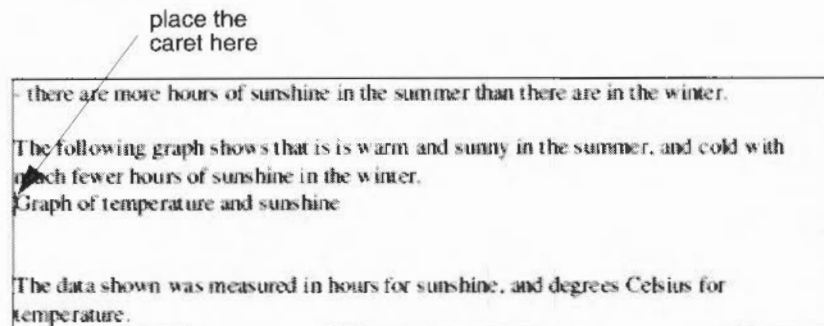 place the
caret here
- there are more hours of sunshine in the summer than there are in the winter.
The following graph shows that is is warm and sunny in the summer, and cold with
much fewer hours of sunshine in the winter.
Graph of temperature and sunshine
The data shown was measured in hours for sunshine, and degrees Celsius for
temperature.